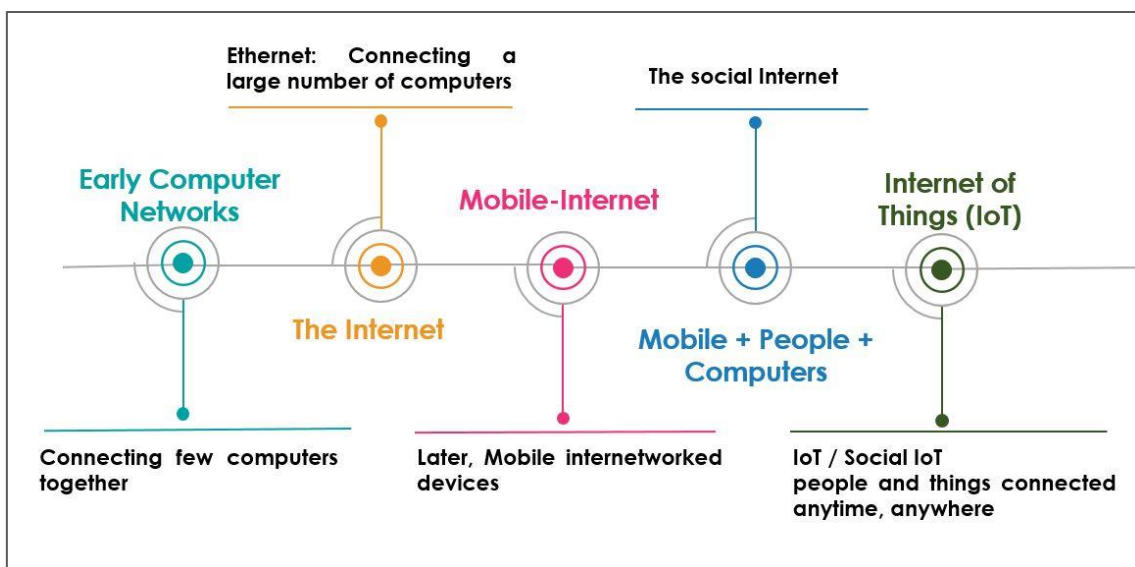 Ethernet: Connecting a
large number of computers
The social Internet
Early Computer
Networks
Mobile-Internet
Internet of
Things (IoT)
The Internet
Mobile + People +
Computers
Connecting few computers
together
Later, Mobile internetworked
devices
IoT / Social IoT
people and things connected
anytime, anywhere